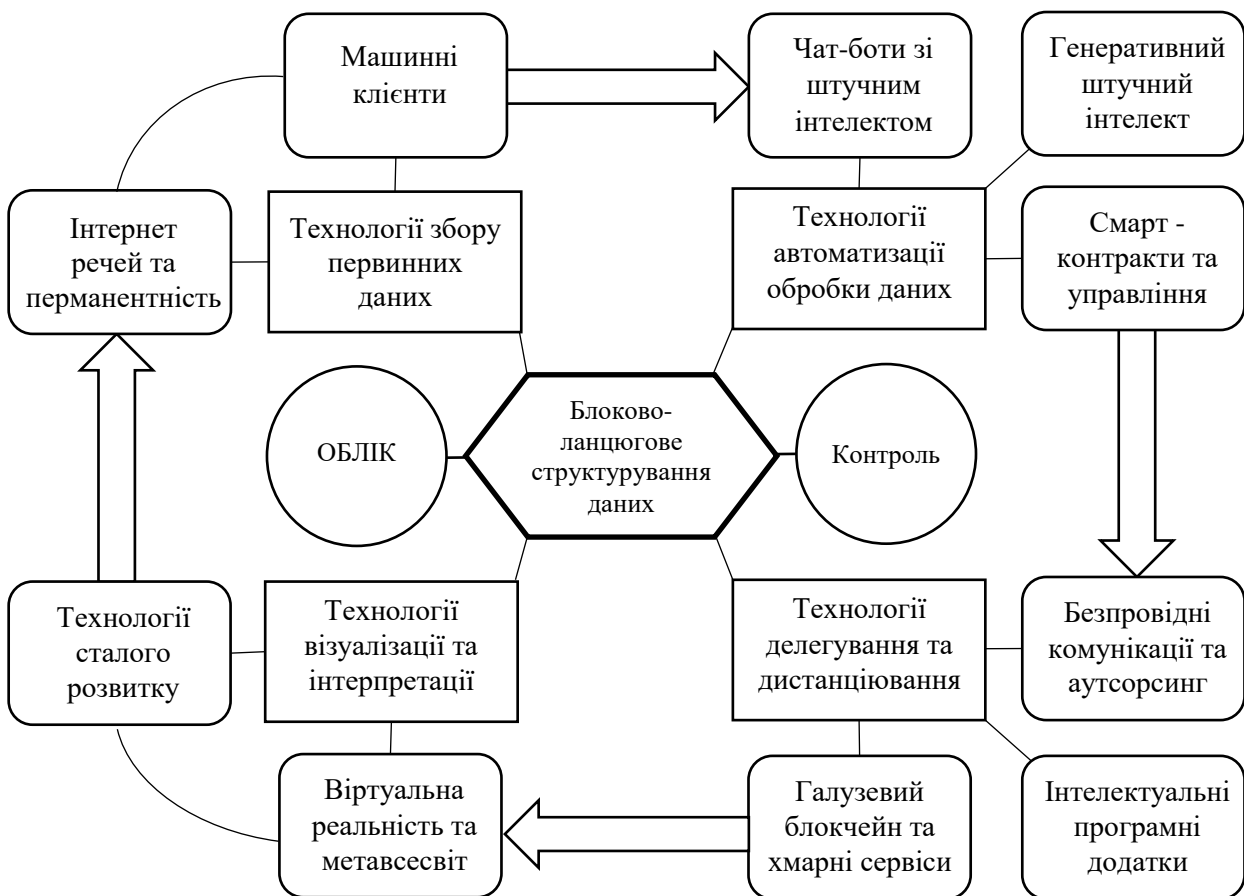 Машинні
клієнти
Чат-боти зі
штучним
інтелектом
Генеративний
штучний
інтелект
Інтернет
речей та
перманентність
Технології збору
первинних
даних
Технології
автоматизації
обробки даних
Смарт -
контракти та
управління
ОБЛІК
Блоково-
ланцюгове
структурування
даних
Контроль
Технології
сталого
розвитку
Технології
візуалізації та
інтерпретації
Технології
делегування та
дистанціювання
Безпровідні
комунікації та
аутсорсинг
Віртуальна
реальність та
метавсесвіт
Галузевий
блокчейн та
хмарні сервіси
Інтелектуальні
програмні
додатки